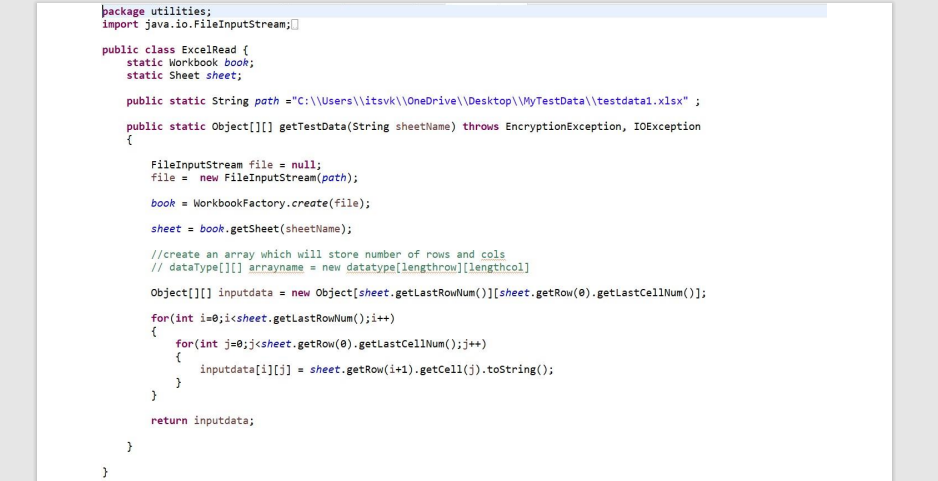 package utilities;
import java.io.FileInputStream;
public class ExcelRead {
static Workbook book;
static Sheet sheet;
public static String path ="C:\\Users\\itsvk\\OneDrive\\Desktop\\MyTestData\\testdata1.xlsx" ;
public static Object[][] getTestData(String sheetName) throws EncryptionException, IOException
{
FileInputStream file = null;
file =  new FileInputStream(path);
book = WorkbookFactory.create(file);
sheet = book.getSheet(sheetName);
//create an array which will store number of rows and cols
// dataType[][] arrayname = new datatype[lengthrow][lengthcol]
Object[][] inputdata = new Object[sheet.getLastRowNum()][sheet.getRow(0).getLastCellNum()];
for(int i=0;i<sheet.getLastRowNum();i++)
{
for(int j=0;j<sheet.getRow(0).getLastCellNum();j++)
{
inputdata[i][j] = sheet.getRow(i+1).getCell(j).toString();
}
}
return inputdata;
}
}